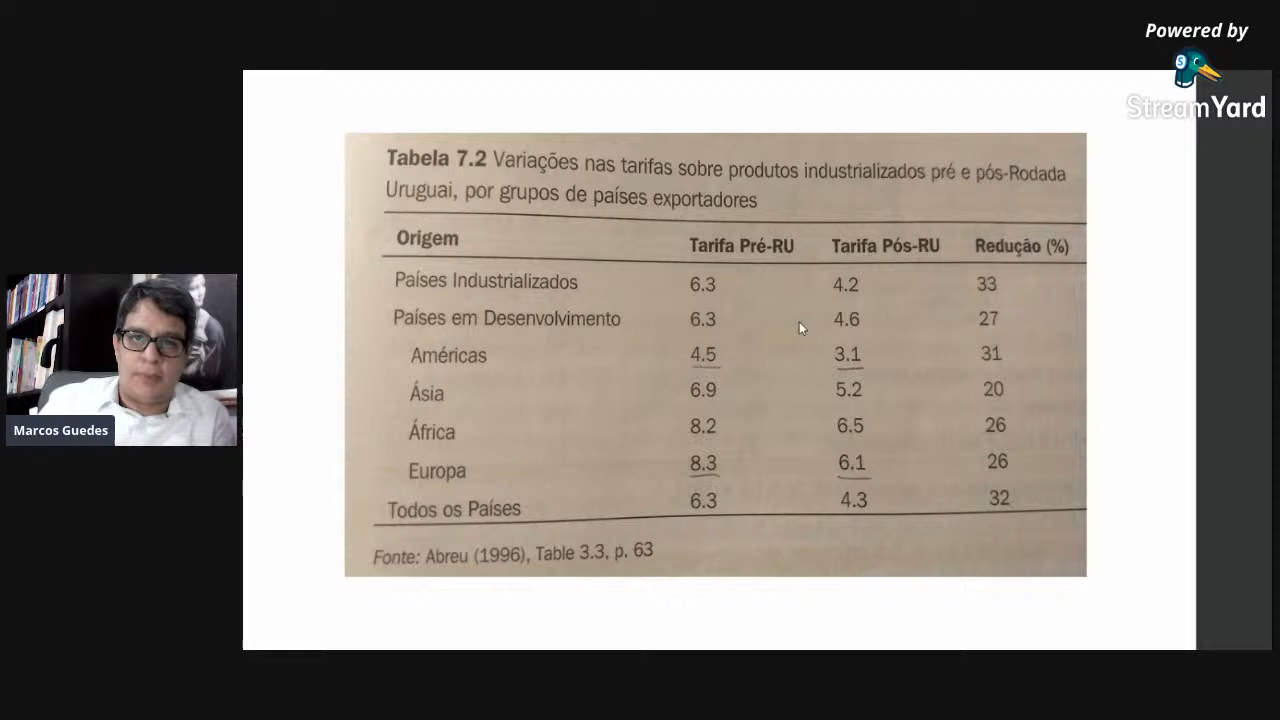 Powered by
StreamYard
Tabela 7.2 Variações nas tarifas sobre produtos industrializados pré e pós-Rodada
Uruguai, por grupos de países exportadores
Origem Tarifa Pré-RU Tarifa Pós-RU Redução (%)
Países Industrializados 6.3 4.2 33
Países em Desenvolvimento 6.3 4.6 27
Américas 4.5 3.1 31
Ásia 6.9 5.2 20
África 8.2 6.5 26
Europa 8.3 6.1 26
Todos os Países 6.3 4.3 32
Fonte: Abreu (1996), Table 3.3, p. 63
Marcos Guedes